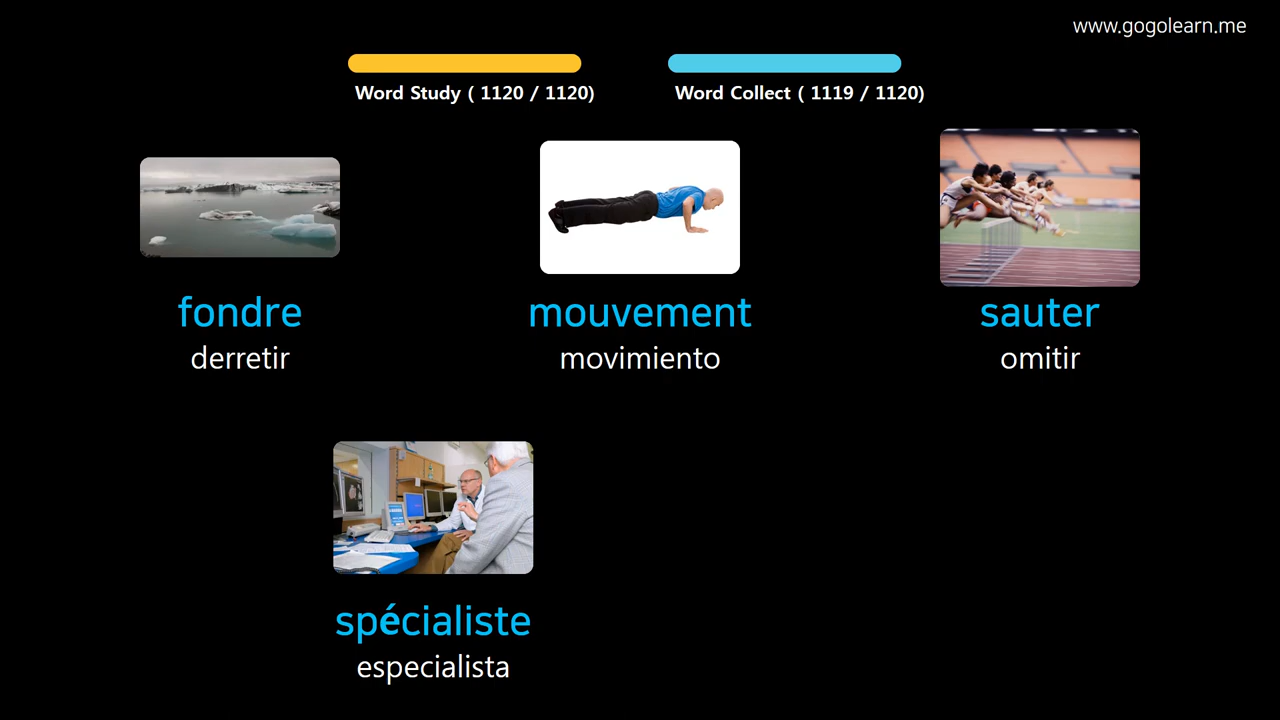 www.gogolearn.me
Word Study ( 1120 / 1120)
Word Collect ( 1119 / 1120)
fondre
derretir
mouvement
movimiento
sauter
omitir
spécialiste
especialista